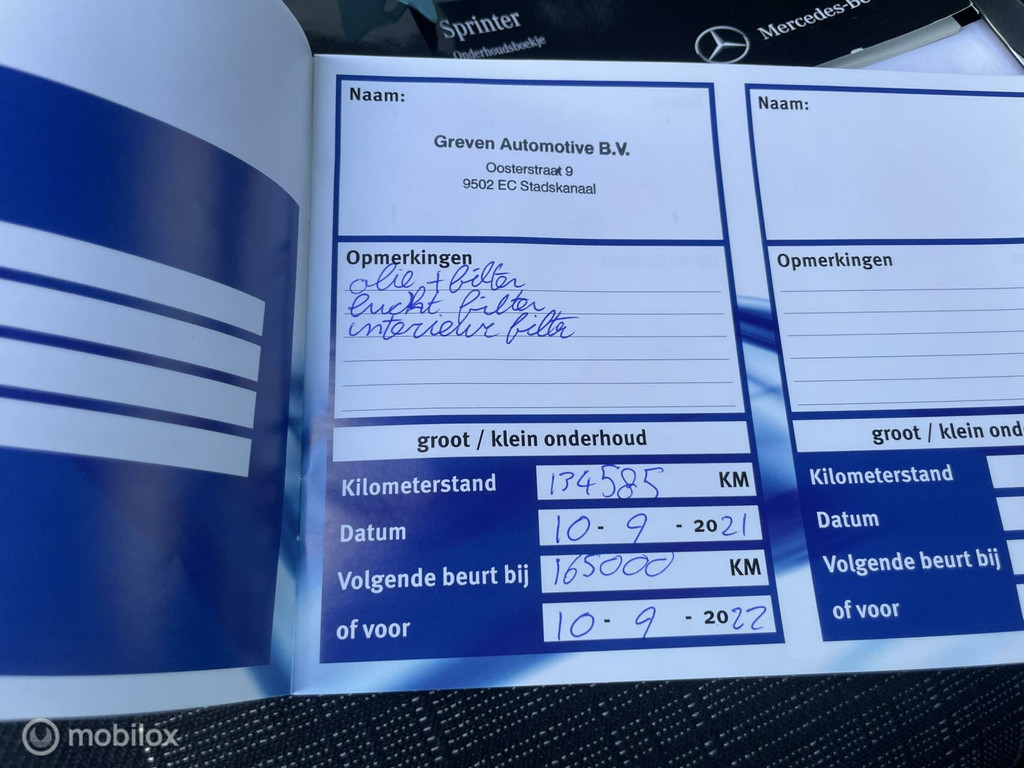 Sprinter
Onderhoudsboekje
Mercedes-Be
Naam:
Greven Automotive B.V.
Oosterstraat 9
9502 EC Stadskanaal
Opmerkingen
olie + filter
lucht filter
interieur filter
groot / klein onderhoud
Kilometerstand 134585 KM
Datum 10 - 9 - 2021
Volgende beurt bij 165000 KM
of voor 10 - 9 - 2022
Naam:
Opmerkingen
groot / klein ond
Kilometerstand
Datum
Volgende beurt bij
of voor
mobilox